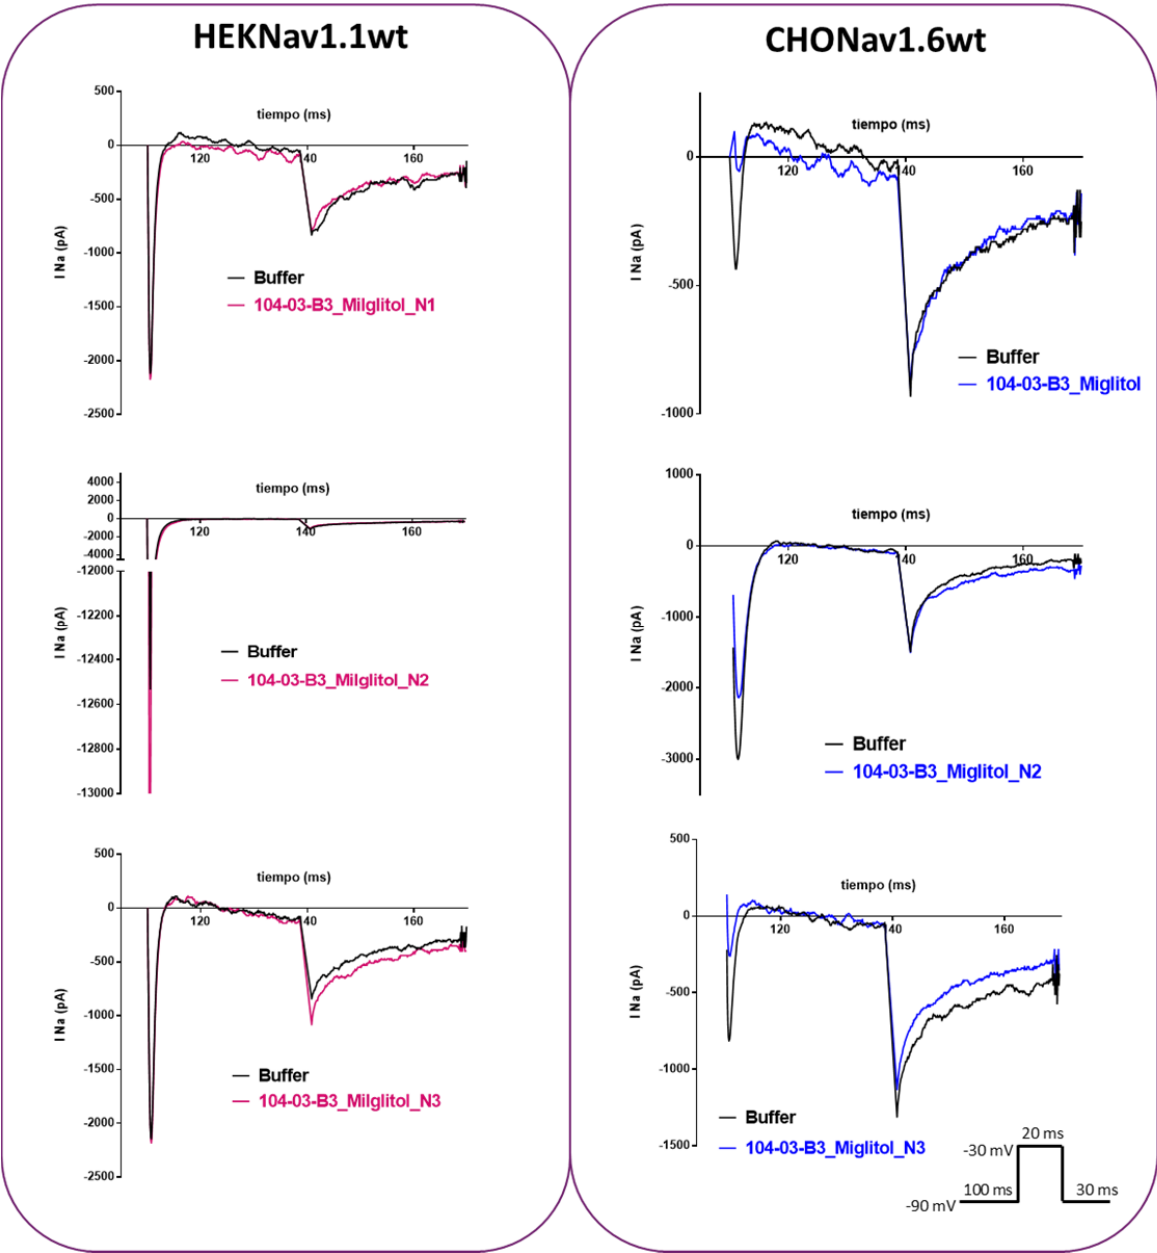 HEKNav1.1wt
500
tiempo (ms)
0
120
140
160
-500
-1000
-1500
-2000
-2500
I Na (pA)
Buffer
104-03-B3_Milglitol_N1
4000
2000
0
-2000
-4000
tiempo (ms)
120
140
160
-12000
-12200
-12400
-12600
-12800
-13000
I Na (pA)
Buffer
104-03-B3_Milglitol_N2
500
tiempo (ms)
0
120
140
160
-500
-1000
-1500
-2000
-2500
I Na (pA)
Buffer
104-03-B3_Milglitol_N3
CHONav1.6wt
tiempo (ms)
0
120
140
160
-500
-1000
I Na (pA)
Buffer
104-03-B3_Miglitol
1000
tiempo (ms)
0
120
140
160
-1000
-2000
-3000
I Na (pA)
Buffer
104-03-B3_Miglitol_N2
500
tiempo (ms)
0
120
140
160
-500
-1000
-1500
I Na (pA)
Buffer
104-03-B3_Miglitol_N3
20 ms
-30 mV
100 ms
30 ms
-90 mV